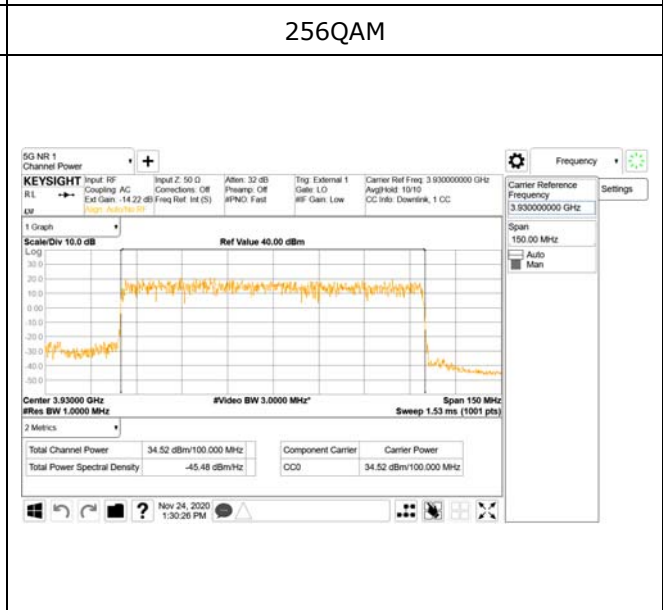 256QAM
5G NR 1
Channel Power
KEYSIGHT Input: RF Input Z: 50 Ω Atten: 32 dB Trig: External 1 Carrier Ref Freq: 3.930000000 GHz
RL Coupling: AC Corrections: Off Preamp: Off Gate: LO Avg|Hold: 10/10
Ext Gain: -14.22 dB Freq Ref: Int (S) #PNO: Fast #IF Gain: Low CC Info: Downlink, 1 CC
Align: Auto/No RF
Frequency
Settings
Carrier Reference
Frequency
3.930000000 GHz
Span
150.00 MHz
Auto
Man
1 Graph
Scale/Div 10.0 dB Ref Value 40.00 dBm
Log
30.0
20.0
10.0
0.00
-10.0
-20.0
-30.0
-40.0
-50.0
Center 3.93000 GHz #Video BW 3.0000 MHz* Span 150 MHz
#Res BW 1.0000 MHz Sweep 1.53 ms (1001 pts)
2 Metrics
Total Channel Power 34.52 dBm/100.000 MHz Component Carrier Carrier Power
Total Power Spectral Density -45.48 dBm/Hz CC0 34.52 dBm/100.000 MHz
? Nov 24, 2020
1:30:26 PM